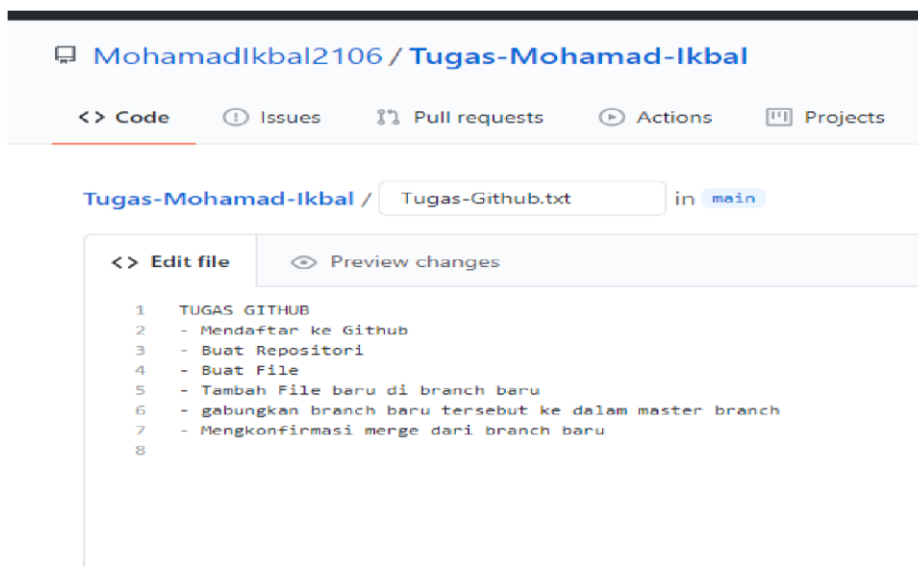 MohamadIkbal2106 / Tugas-Mohamad-Ikbal
<> Code Issues Pull requests Actions Projects
Tugas-Mohamad-Ikbal / Tugas-Github.txt in main
<> Edit file Preview changes
1 TUGAS GITHUB
2 - Mendaftar ke Github
3 - Buat Repositori
4 - Buat File
5 - Tambah File baru di branch baru
6 - gabungkan branch baru tersebut ke dalam master branch
7 - Mengkonfirmasi merge dari branch baru
8